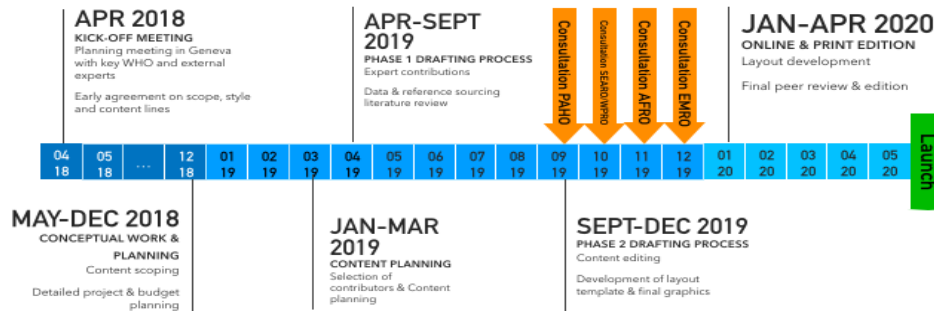 APR 2018
KICK-OFF MEETING
Planning meeting in Geneva
with key WHO and external
experts
Early agreement on scope, style
and content lines
APR-SEPT
2019
PHASE 1 DRAFTING PROCESS
Expert contributions
Data & reference sourcing
literature review
Consultation PAHO
Consultation SEARO/WPRO
Consultation AFRO
Consultation EMRO
JAN-APR 2020
ONLINE & PRINT EDITION
Layout development
Final peer review & edition
04 05 ... 12 01 02 03 04 05 06 07 08 09 10 11 12 01 02 03 04 05
18 18 18 19 19 19 19 19 19 19 19 19 19 19 19 20 20 20 20 20
Launch
MAY-DEC 2018
CONCEPTUAL WORK &
PLANNING
Content scoping
Detailed project & budget
planning
JAN-MAR
2019
CONTENT PLANNING
Selection of
contributors & Content
planning
SEPT-DEC 2019
PHASE 2 DRAFTING PROCESS
Content editing
Development of layout
template & final graphics